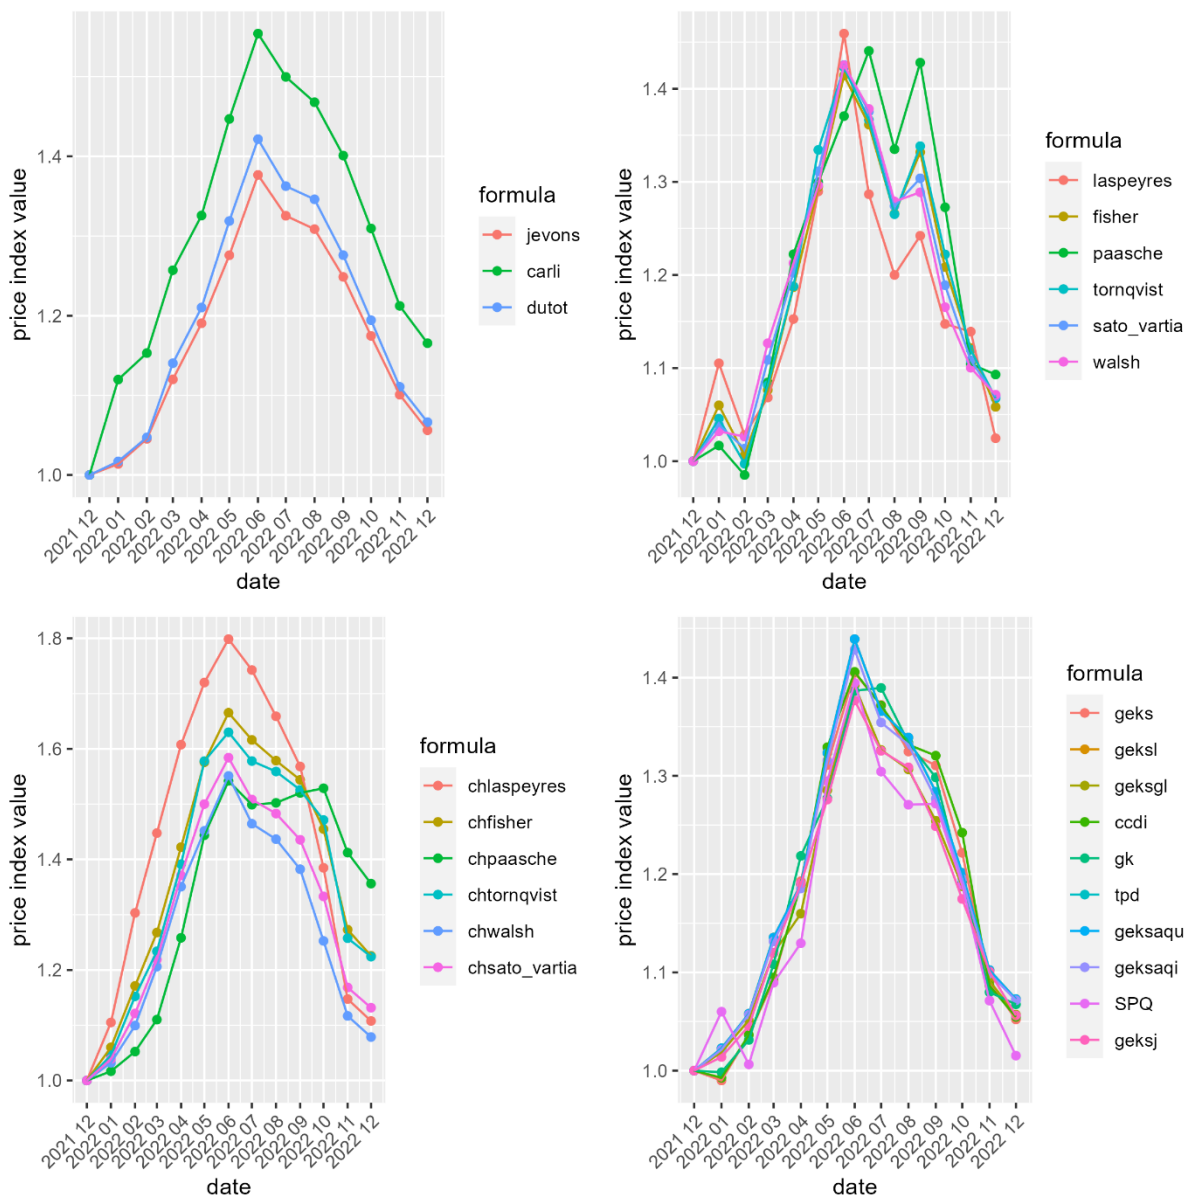 price index value
1.4
1.2
1.0
2021 12
2022 01
2022 02
2022 03
2022 04
2022 05
2022 06
2022 07
2022 08
2022 09
2022 10
2022 11
2022 12
date
formula
jevons
carli
dutot
price index value
1.4
1.3
1.2
1.1
1.0
2021 12
2022 01
2022 02
2022 03
2022 04
2022 05
2022 06
2022 07
2022 08
2022 09
2022 10
2022 11
2022 12
date
formula
laspeyres
fisher
paasche
tornqvist
sato_vartia
walsh
price index value
1.8
1.6
1.4
1.2
1.0
2021 12
2022 01
2022 02
2022 03
2022 04
2022 05
2022 06
2022 07
2022 08
2022 09
2022 10
2022 11
2022 12
date
formula
chlaspeyres
chfisher
chpaasche
chtornqvist
chwalsh
chsato_vartia
price index value
1.4
1.3
1.2
1.1
1.0
2021 12
2022 01
2022 02
2022 03
2022 04
2022 05
2022 06
2022 07
2022 08
2022 09
2022 10
2022 11
2022 12
date
formula
geks
geksl
geksgl
ccdi
gk
tpd
geksaqu
geksaqi
SPQ
geksj